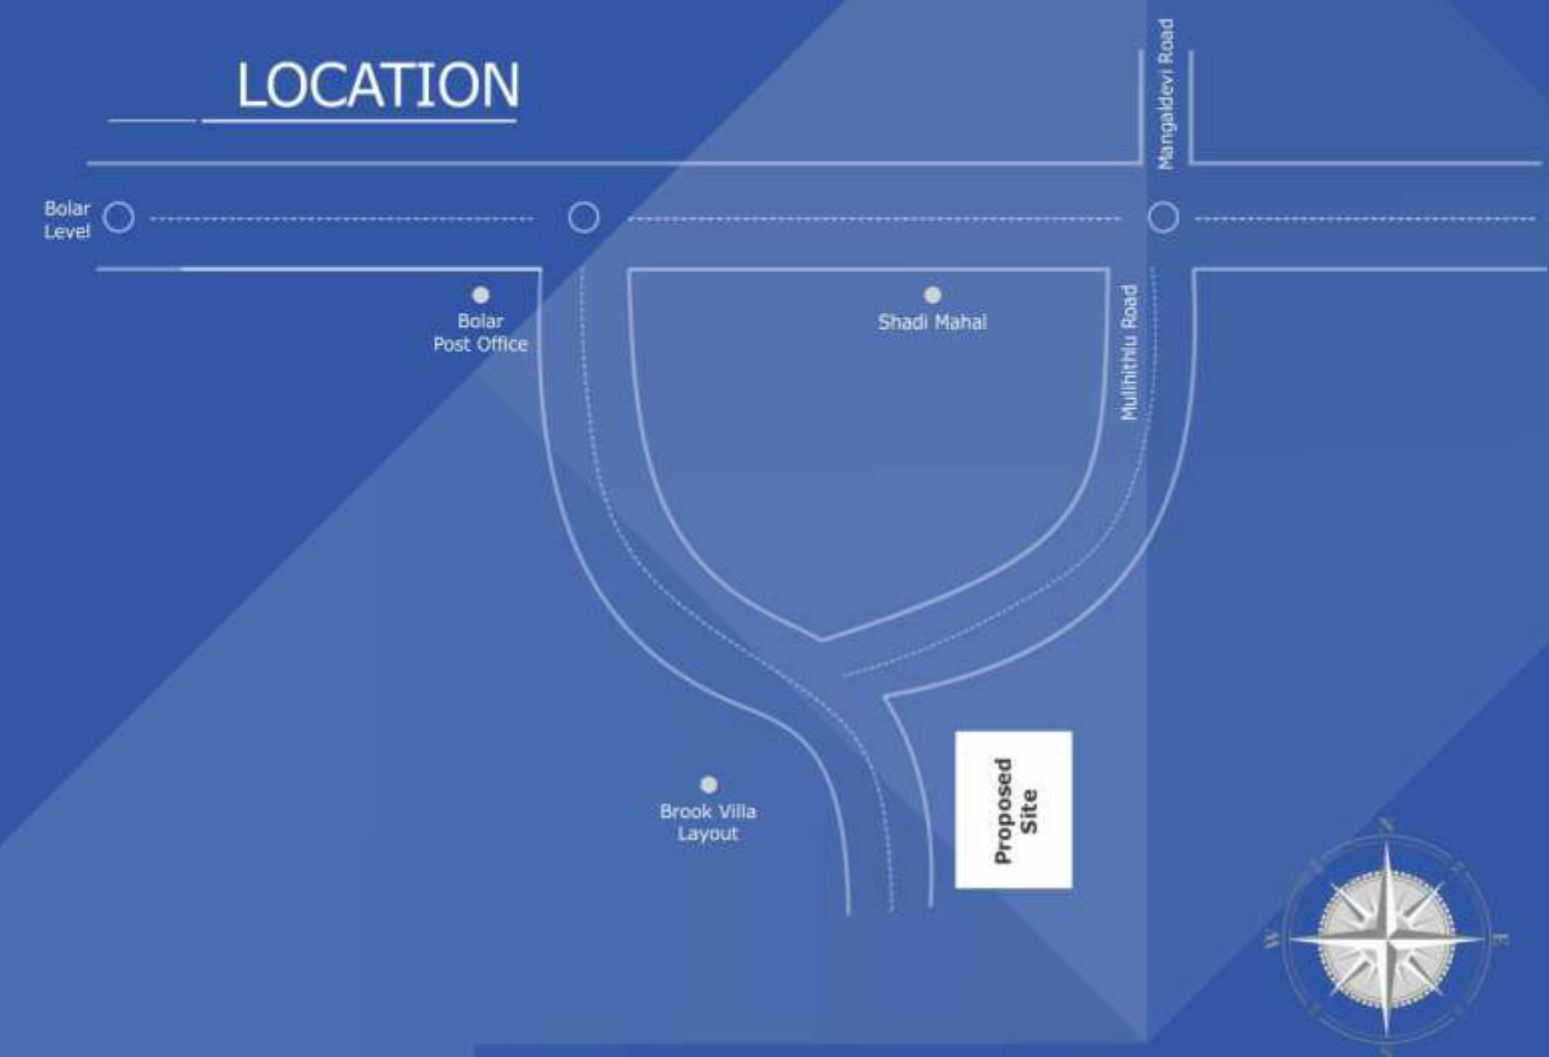 LOCATION
Mangaldevi Road
Bolar
Level
Bolar
Post Office
Shadi Mahal
Mulihithlu Road
Brook Villa
Layout
Proposed
Site
N
W
E
S